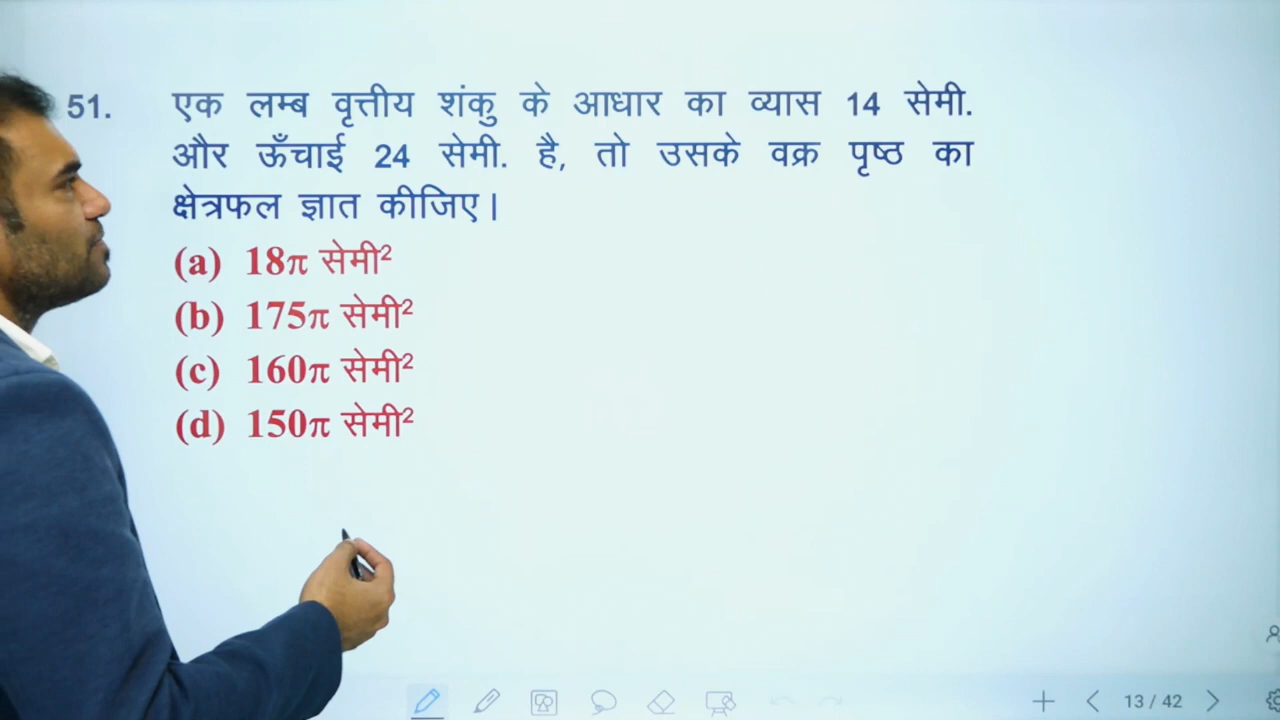 51. एक लम्ब वृत्तीय शंकु के आधार का व्यास 14 सेमी.
और ऊँचाई 24 सेमी. है, तो उसके वक्र पृष्ठ का
क्षेत्रफल ज्ञात कीजिए।
(a) 18π सेमी²
(b) 175π सेमी²
(c) 160π सेमी²
(d) 150π सेमी²
13 / 42